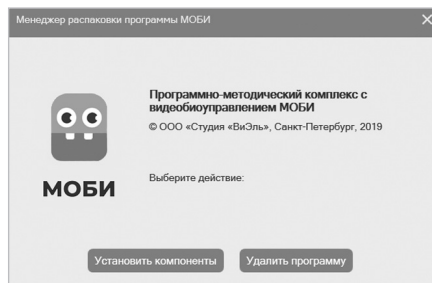 Менеджер распаковки программы МОБИ
Программно-методический комплекс с
видеобиоуправлением МОБИ
© ООО «Студия «ВиЭль», Санкт-Петербург, 2019
МОБИ
Выберите действие:
Установить компоненты
Удалить программу